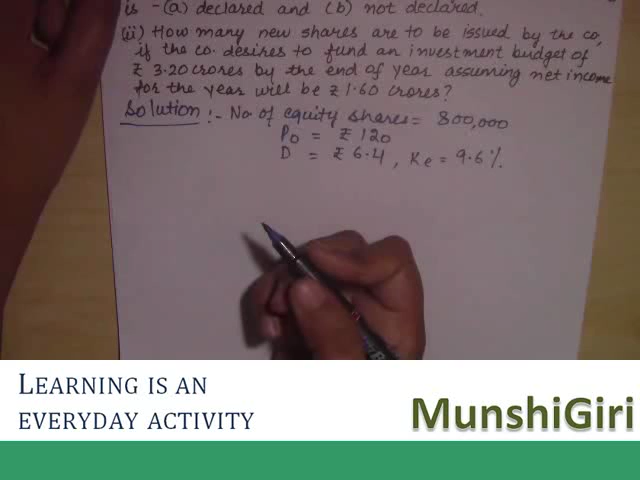 is - (a) declared and (b) not declared.
(ii) How many new shares are to be issued by the co,
if the co. desires to fund an investment budget of
₹ 3.20 crores by the end of year assuming net income
for the year will be ₹ 1.60 crores?
Solution :- No of equity shares = 800,000
P0 = ₹ 120
D = ₹ 6.4 , Ke = 9.6%
LEARNING IS AN
EVERYDAY ACTIVITY
MunshiGiri